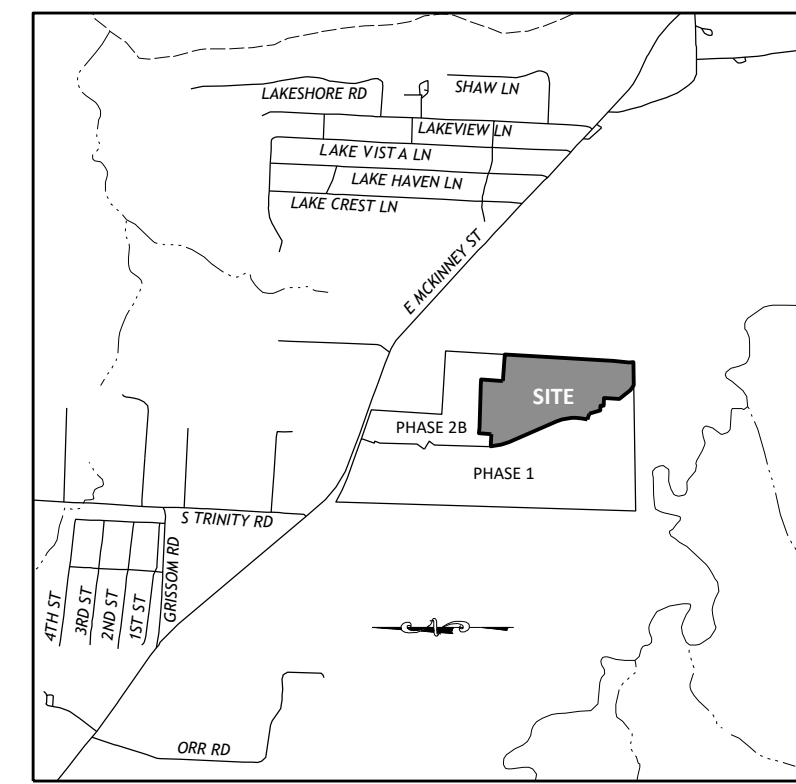 LAKESHORE RD
SHAW LN
LAKEVIEW LN
LAKE VISTA LN
LAKE HAVEN LN
LAKE CREST LN
E MCKINNEY ST
SITE
PHASE 2B
PHASE 1
S TRINITY RD
GRISSOM RD
4TH ST
3RD ST
2ND ST
1ST ST
ORR RD